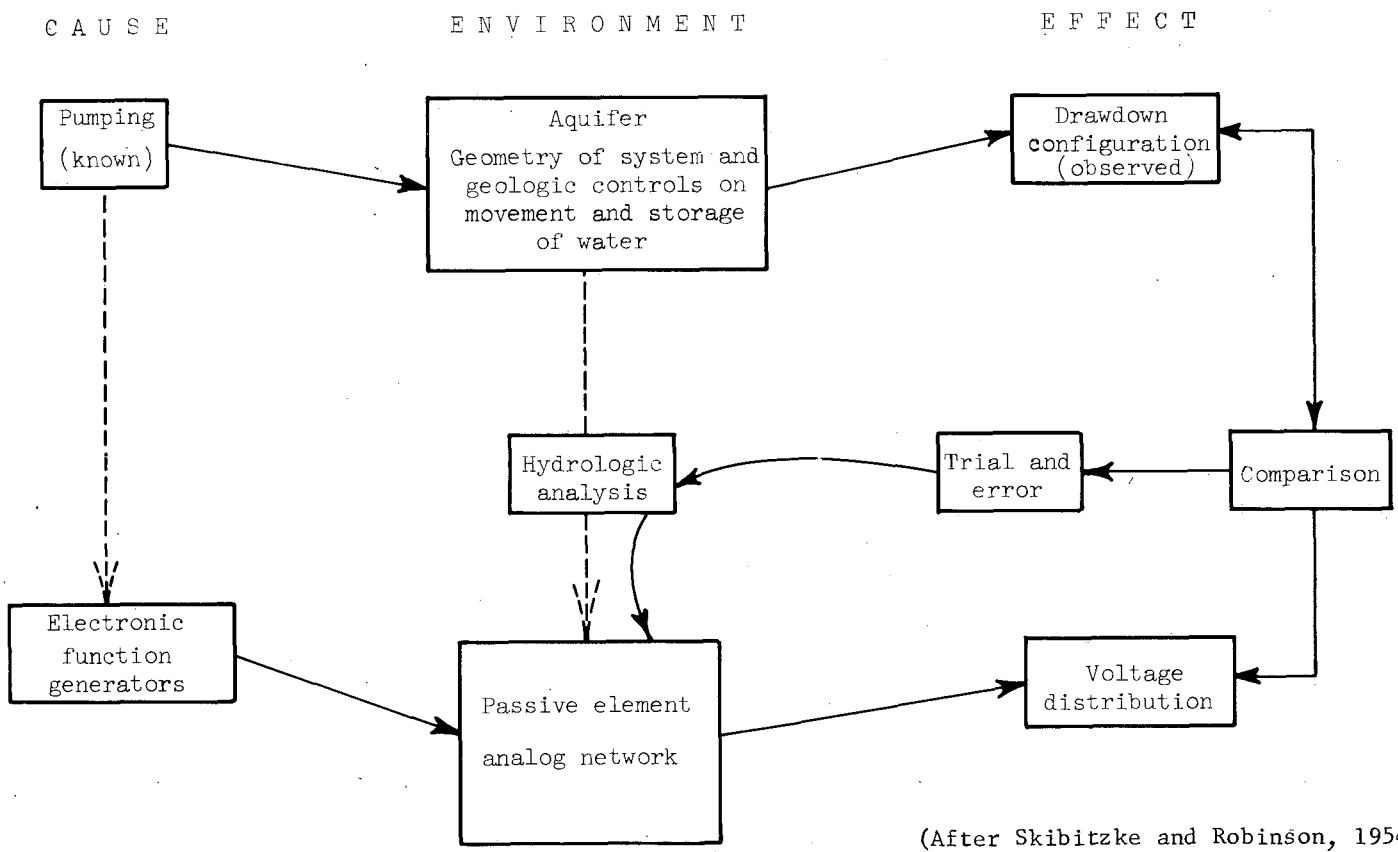 CAUSE
ENVIRONMENT
EFFECT
Pumping
(known)
Aquifer
Geometry of system and
geologic controls on
movement and storage
of water
Drawdown
configuration
(observed)
Hydrologic
analysis
Trial and
error
Comparison
Electronic
function
generators
Passive element
analog network
Voltage
distribution
(After Skibitzke and Robinson,